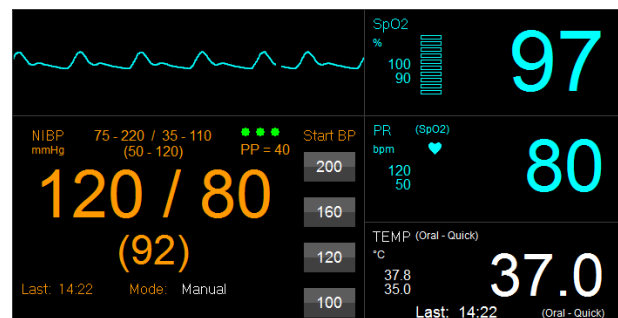 SpO2
%
100
90
97
NIBP
mmHg
75 - 220 / 35 - 110
(50 - 120)
PP = 40
Start BP
120 / 80
(92)
200
160
120
100
Last: 14:22 Mode: Manual
PR (SpO2)
bpm
120
50
80
TEMP (Oral - Quick)
°C
37.8
35.0
37.0
Last: 14:22 (Oral - Quick)